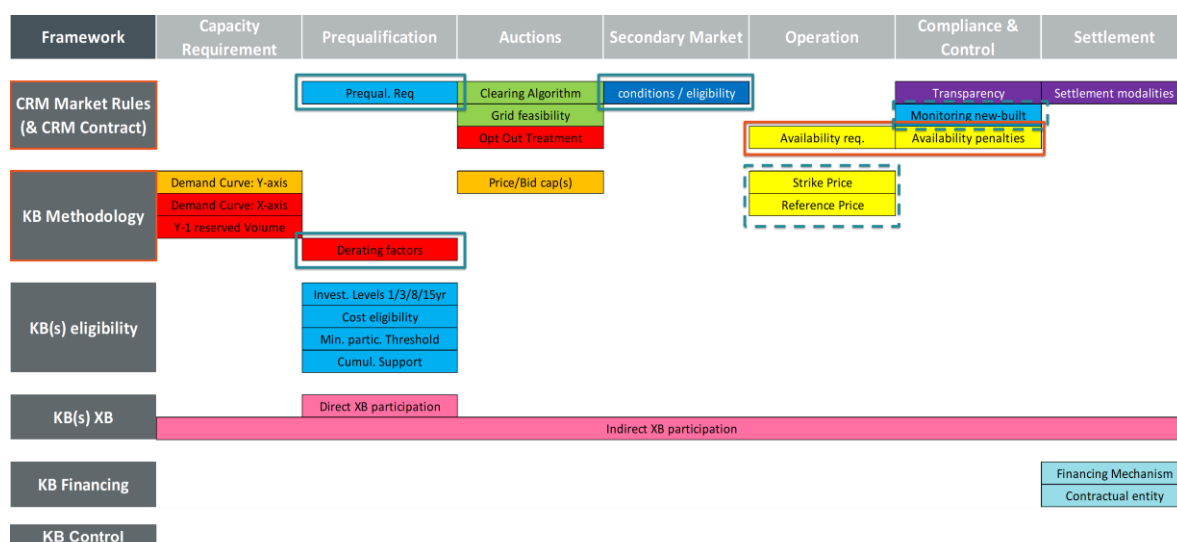 Framework
Capacity
Requirement
Prequalification
Auctions
Secondary Market
Operation
Compliance &
Control
Settlement
CRM Market Rules
(& CRM Contract)
Prequal. Req
Clearing Algorithm
conditions / eligibility
Transparency
Settlement modalities
Grid feasibility
Monitoring new-built
Opt Out Treatment
Availability req.
Availability penalties
KB Methodology
Demand Curve: Y-axis
Price/Bid cap(s)
Strike Price
Demand Curve: X-axis
Reference Price
Y-1 reserved Volume
Derating factors
KB(s) eligibility
Invest. Levels 1/3/8/15yr
Cost eligibility
Min. partic. Threshold
Cumul. Support
KB(s) XB
Direct XB participation
Indirect XB participation
KB Financing
Financing Mechanism
Contractual entity
KB Control